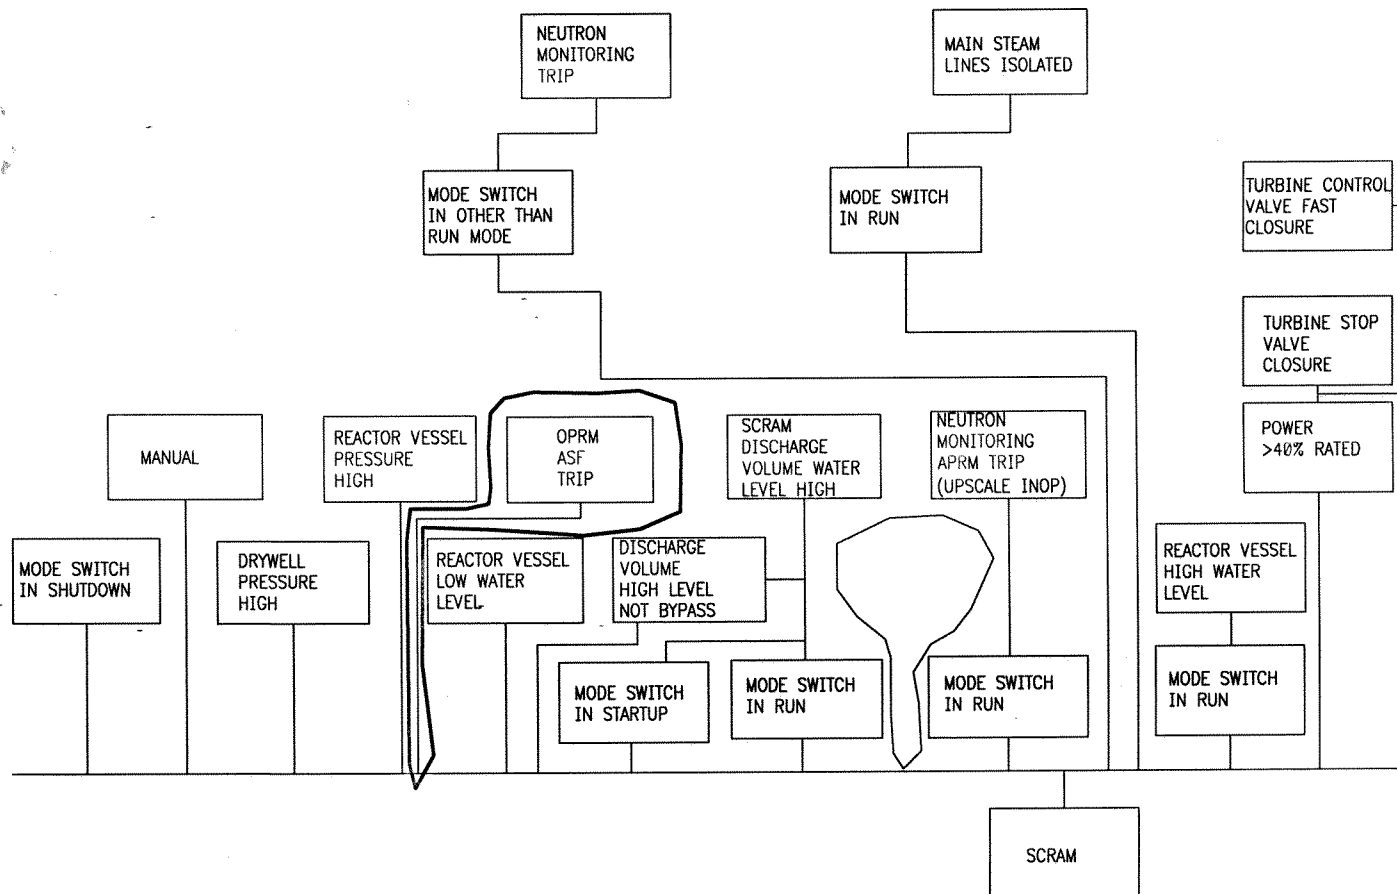 NEUTRON
MONITORING
TRIP
MAIN STEAM
LINES ISOLATED
MODE SWITCH
IN OTHER THAN
RUN MODE
MODE SWITCH
IN RUN
TURBINE CONTROL
VALVE FAST
CLOSURE
TURBINE STOP
VALVE
CLOSURE
MANUAL
REACTOR VESSEL
PRESSURE
HIGH
OPRM
ASF
TRIP
SCRAM
DISCHARGE
VOLUME WATER
LEVEL HIGH
NEUTRON
MONITORING
APRM TRIP
(UPSCALE INOP)
POWER
>40% RATED
MODE SWITCH
IN SHUTDOWN
DRYWELL
PRESSURE
HIGH
REACTOR VESSEL
LOW WATER
LEVEL
DISCHARGE
VOLUME
HIGH LEVEL
NOT BYPASS
REACTOR VESSEL
HIGH WATER
LEVEL
MODE SWITCH
IN STARTUP
MODE SWITCH
IN RUN
MODE SWITCH
IN RUN
MODE SWITCH
IN RUN
SCRAM